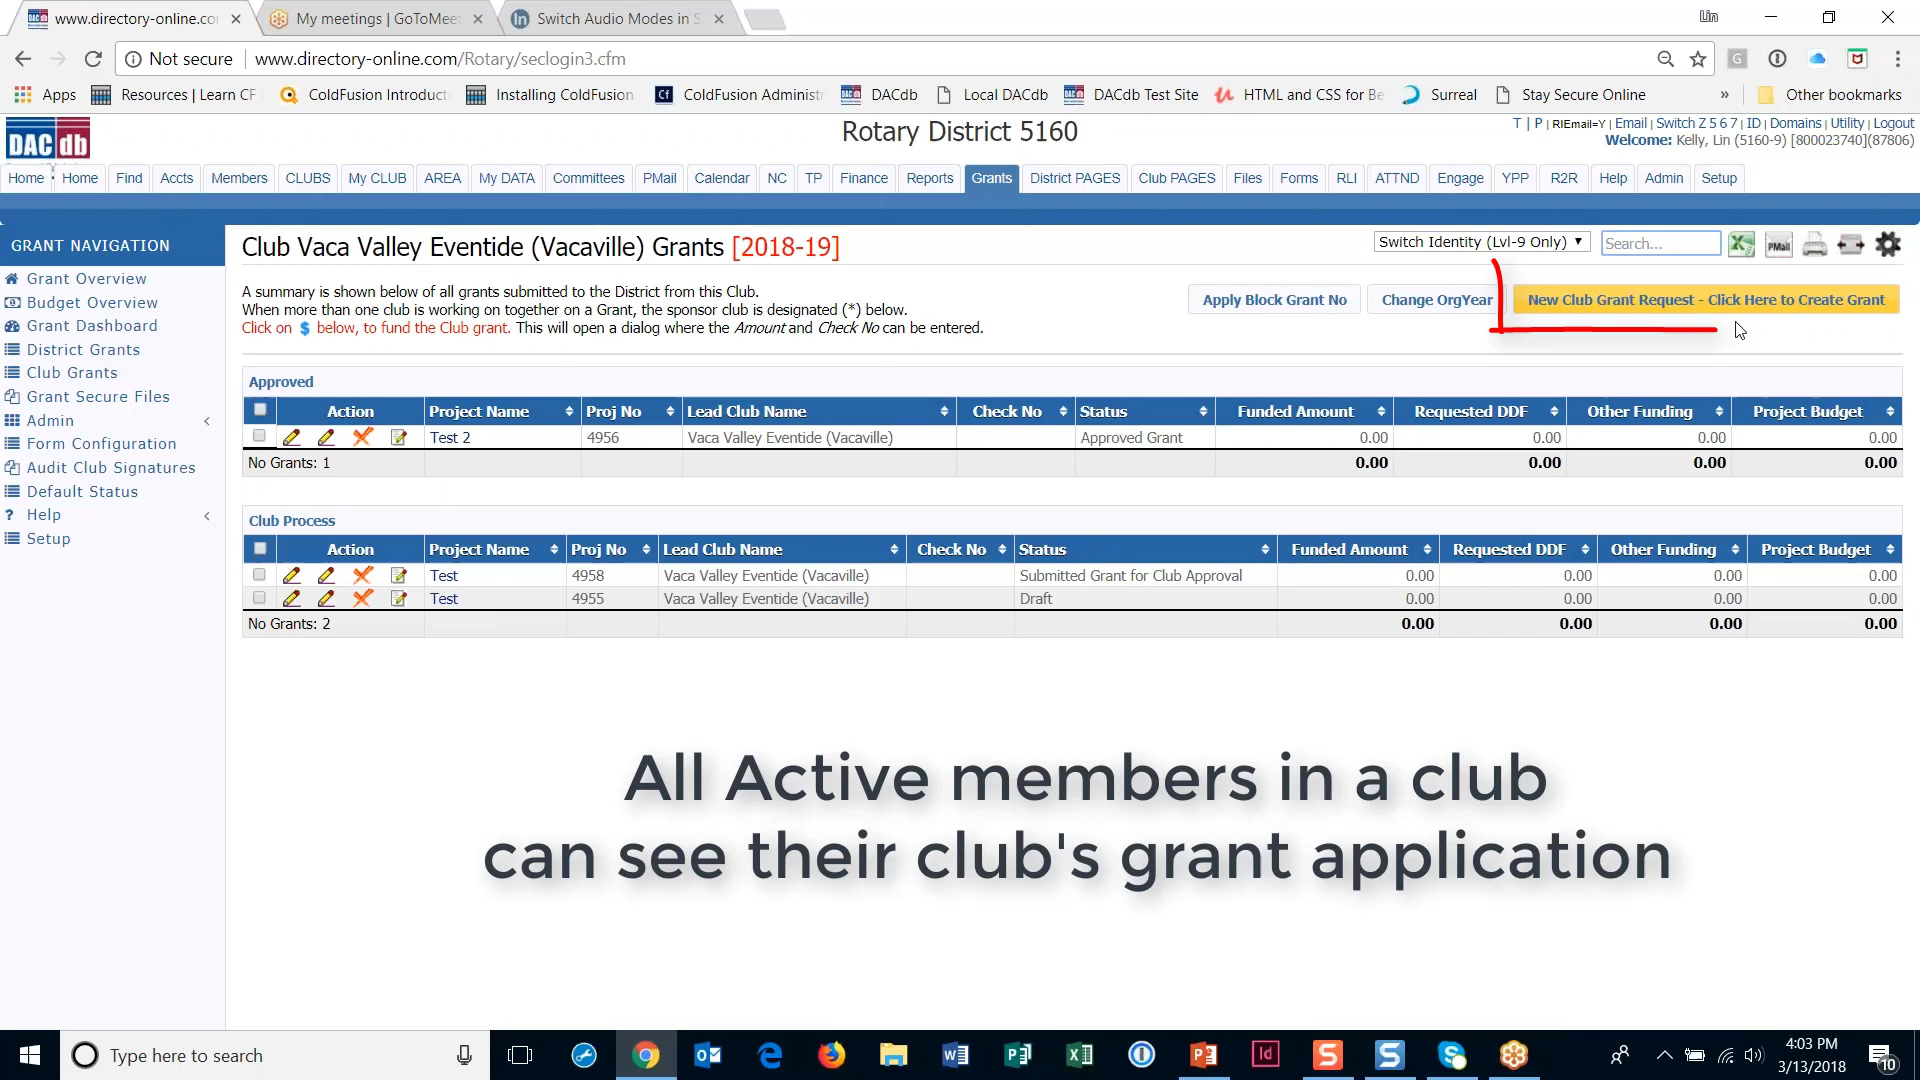 www.directory-online.co
My meetings | GoToMee
Switch Audio Modes in S
Lin
Not secure
www.directory-online.com/Rotary/seclogin3.cfm
Apps
Resources | Learn CF
ColdFusion Introduct
Installing ColdFusion
Cf
ColdFusion Administr
DACdb
Local DACdb
DACdb Test Site
HTML and CSS for Be
Surreal
Stay Secure Online
»
Other bookmarks
DAC db
Rotary District 5160
T | P | RIEmail=Y | Email | Switch Z 5 6 7 | ID | Domains | Utility | Logout
Welcome: Kelly, Lin (5160-9) [800023740](87806)
Home
Home
Find
Accts
Members
CLUBS
My CLUB
AREA
My DATA
Committees
PMail
Calendar
NC
TP
Finance
Reports
Grants
District PAGES
Club PAGES
Files
Forms
RLI
ATTND
Engage
YPP
R2R
Help
Admin
Setup
GRANT NAVIGATION
Grant Overview
Budget Overview
Grant Dashboard
District Grants
Club Grants
Grant Secure Files
Admin
Form Configuration
Audit Club Signatures
Default Status
? Help
Setup
Club Vaca Valley Eventide (Vacaville) Grants [2018-19]
Switch Identity (Lvl-9 Only)
Search...
PMail
A summary is shown below of all grants submitted to the District from this Club.
When more than one club is working on together on a Grant, the sponsor club is designated (*) below.
Click on $ below, to fund the Club grant. This will open a dialog where the Amount and Check No can be entered.
Apply Block Grant No
Change OrgYear
New Club Grant Request - Click Here to Create Grant
Approved
Action Project Name Proj No Lead Club Name Check No Status Funded Amount Requested DDF Other Funding Project Budget
Test 2 4956 Vaca Valley Eventide (Vacaville) Approved Grant 0.00 0.00 0.00 0.00
No Grants: 1 0.00 0.00 0.00 0.00
Club Process
Action Project Name Proj No Lead Club Name Check No Status Funded Amount Requested DDF Other Funding Project Budget
Test 4958 Vaca Valley Eventide (Vacaville) Submitted Grant for Club Approval 0.00 0.00 0.00 0.00
Test 4955 Vaca Valley Eventide (Vacaville) Draft 0.00 0.00 0.00 0.00
No Grants: 2 0.00 0.00 0.00 0.00
All Active members in a club
can see their club's grant application
Type here to search
4:03 PM
3/13/2018
10